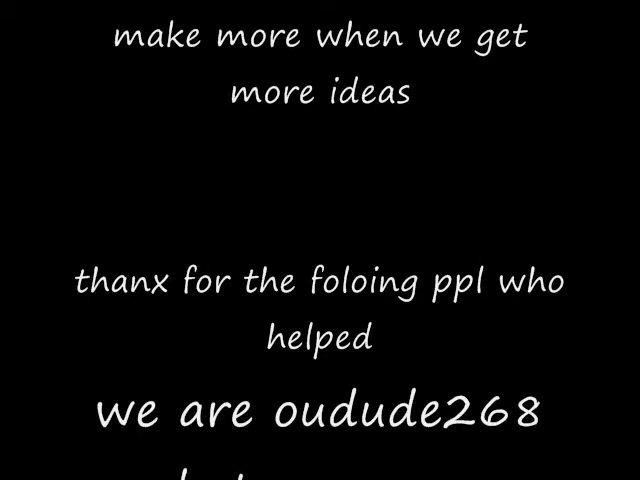 make more when we get
more ideas
thanx for the foloing ppl who
helped
we are oudude268